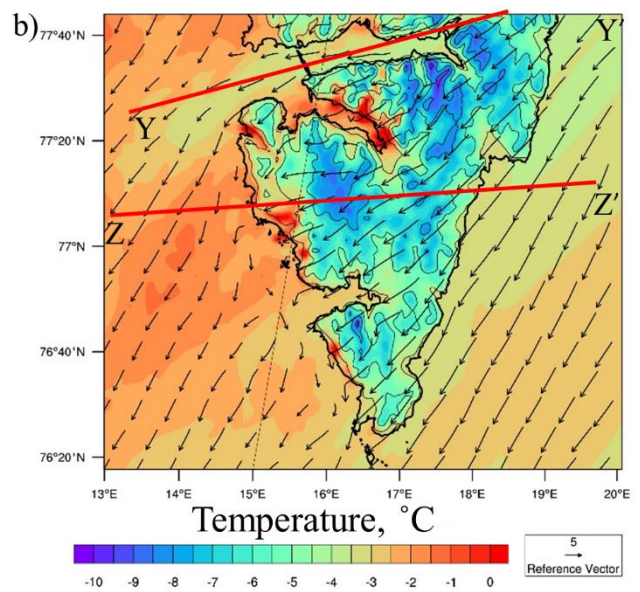 b)
77°40'N
Y'
Y
77°20'N
Z'
Z
77°N
76°40'N
76°20'N
13°E 14°E 15°E 16°E 17°E 18°E 19°E 20°E
Temperature, °C
-10 -9 -8 -7 -6 -5 -4 -3 -2 -1 0
5
Reference Vector